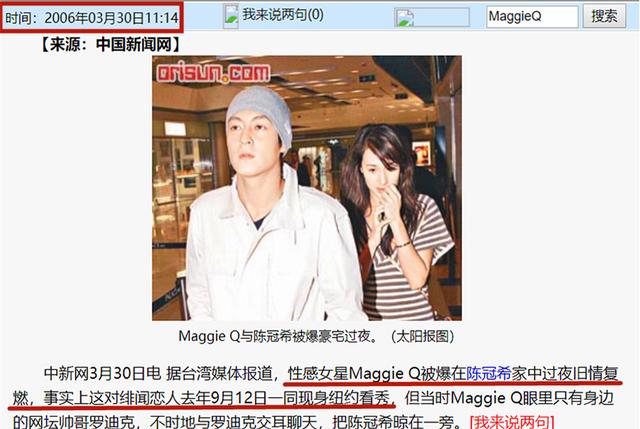 时间：2006年03月30日11:14
我来说两句(0)
MaggieQ
搜索
【来源：中国新闻网】
orisun.com
Maggie Q与陈冠希被爆豪宅过夜。（太阳报图）
中新网3月30日电 据台湾媒体报道，性感女星Maggie Q被爆在陈冠希家中过夜旧情复
燃，事实上这对绯闻恋人去年9月12日一同现身纽约看秀，但当时Maggie Q眼里只有身边
的网坛帅哥罗迪克，不时地与罗迪克交耳聊天，把陈冠希晾在一旁。[我来说两句]